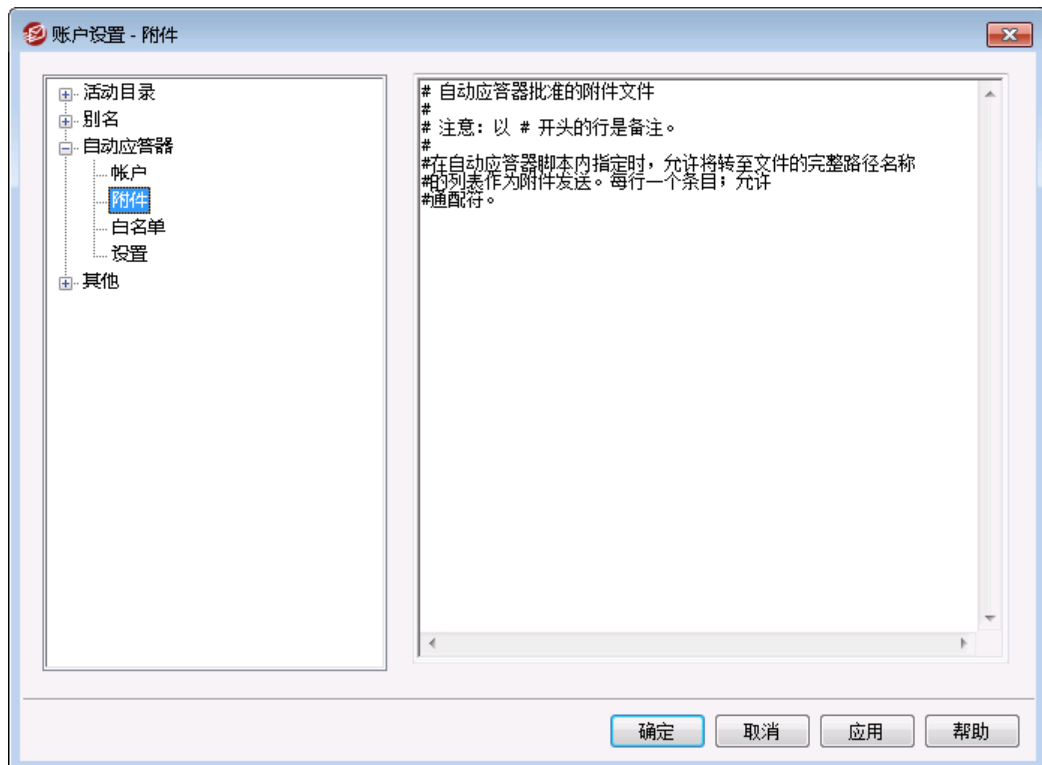 账户设置 - 附件
活动目录
别名
自动应答器
帐户
附件
白名单
设置
其他
# 自动应答器批准的附件文件
#
# 注意：以 # 开头的行是备注。
#
#在自动应答器脚本内指定时，允许将转至文件的完整路径名称
#的列表作为附件发送。每行一个条目；允许
#通配符。
确定
取消
应用
帮助